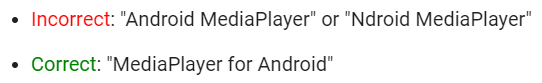 • Incorrect: "Android MediaPlayer" or "Ndroid MediaPlayer"
• Correct: "MediaPlayer for Android"